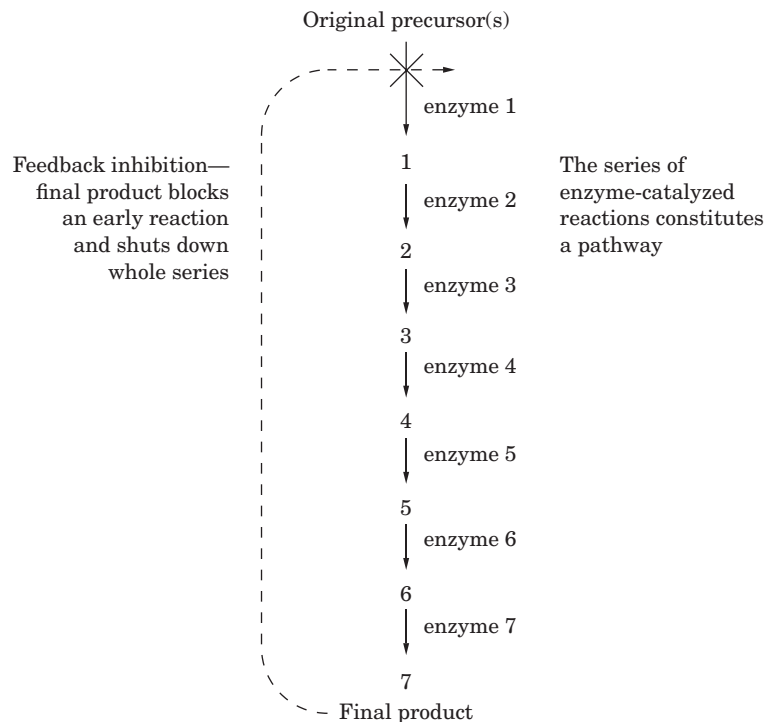 Original precursor(s)
enzyme 1
Feedback inhibition—
final product blocks
an early reaction
and shuts down
whole series
The series of
enzyme-catalyzed
reactions constitutes
a pathway
1
enzyme 2
2
enzyme 3
3
enzyme 4
4
enzyme 5
5
enzyme 6
6
enzyme 7
7
Final product